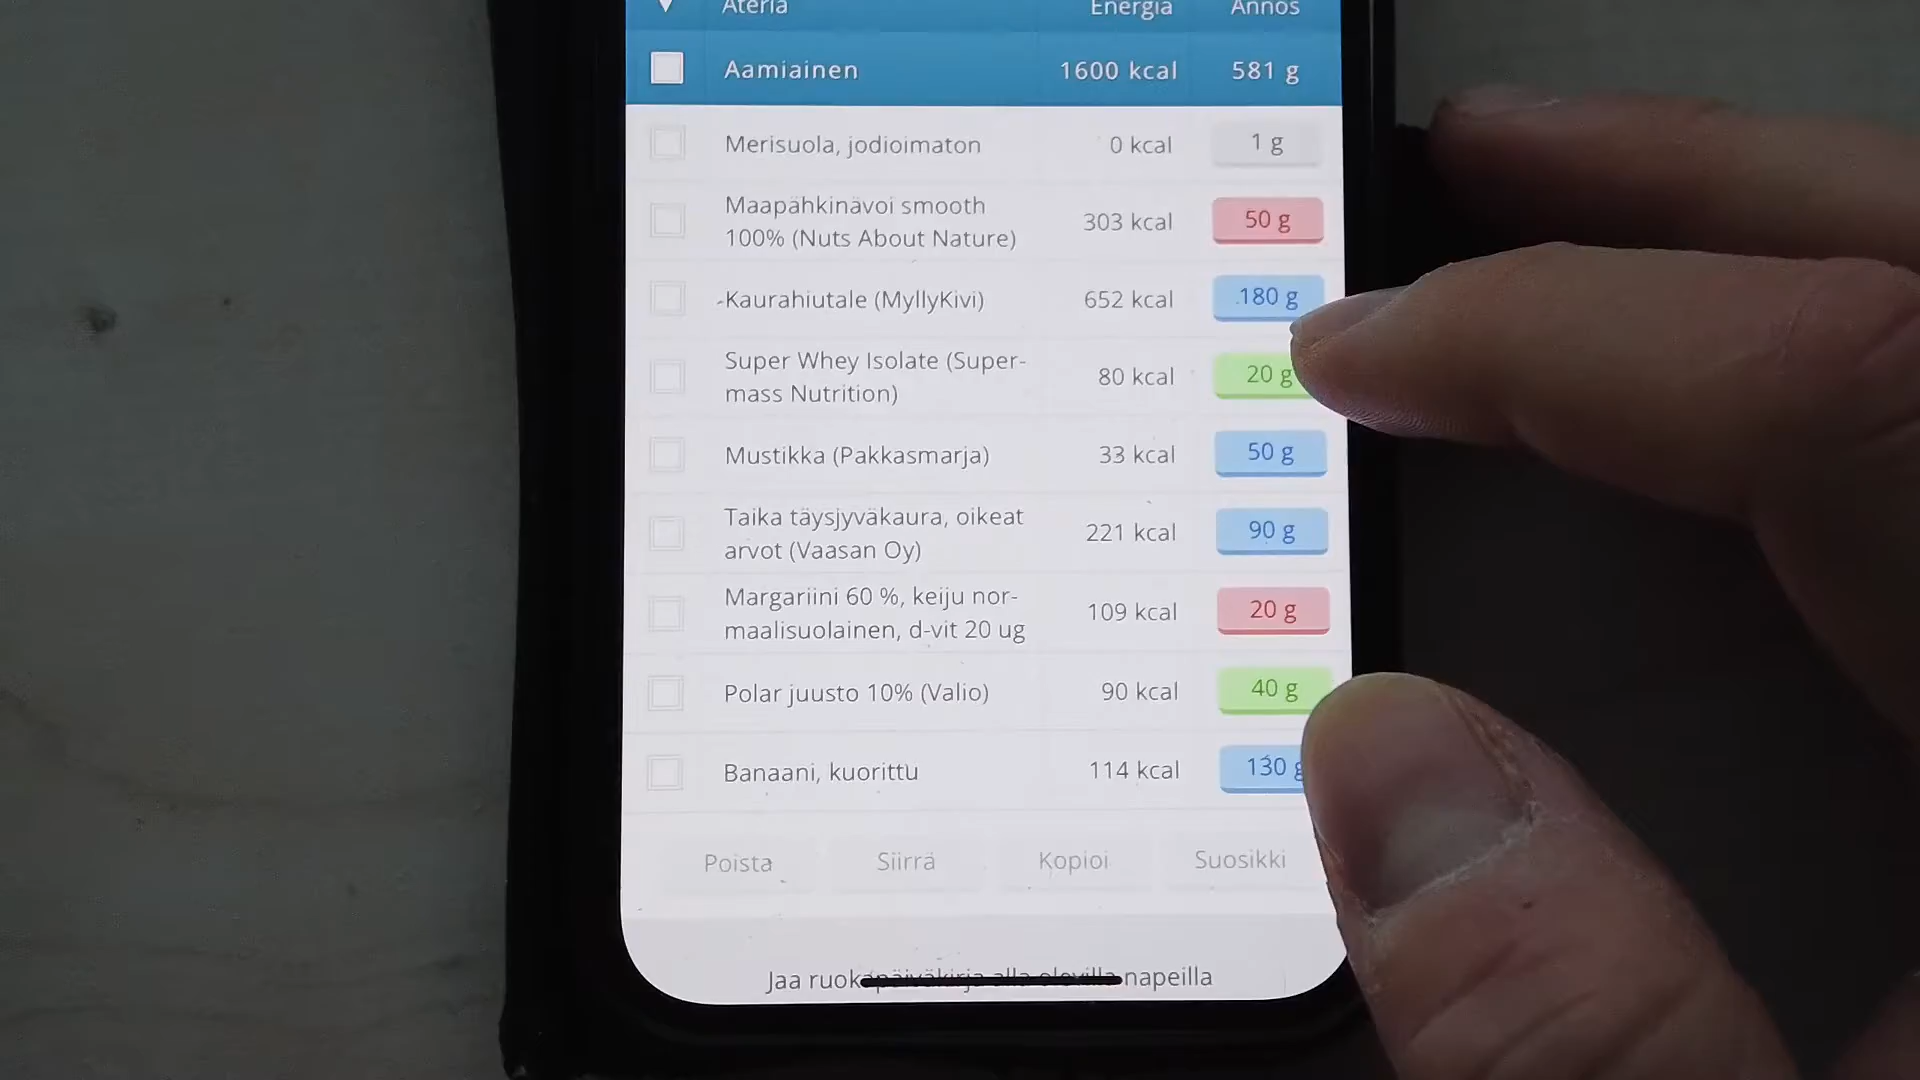 Ateria Energia Annos
Aamiainen 1600 kcal 581 g
Merisuola, jodioimaton 0 kcal 1 g
Maapähkinävoi smooth
100% (Nuts About Nature) 303 kcal 50 g
Kaurahiutale (MyllyKivi) 652 kcal 180 g
Super Whey Isolate (Super-
mass Nutrition) 80 kcal 20 g
Mustikka (Pakkasmarja) 33 kcal 50 g
Taika täysjyväkaura, oikeat
arvot (Vaasan Oy) 221 kcal 90 g
Margariini 60 %, keiju nor-
maalisuolainen, d-vit 20 ug 109 kcal 20 g
Polar juusto 10% (Valio) 90 kcal 40 g
Banaani, kuorittu 114 kcal 130 g
Poista Siirrä Kopioi Suosikki
Jaa ruokapäiväkirja alla olevilla napeilla